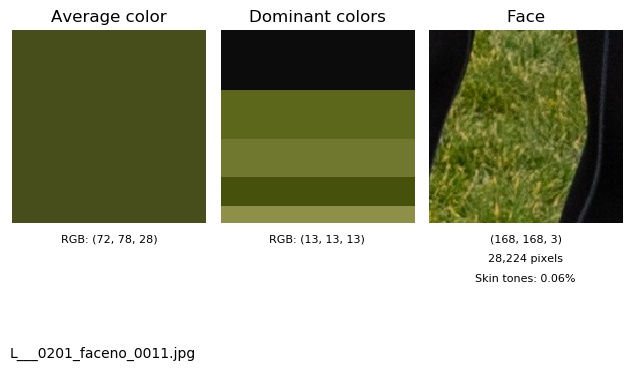 Average color
Dominant colors
Face
RGB: (72, 78, 28)
RGB: (13, 13, 13)
(168, 168, 3)
28,224 pixels
Skin tones: 0.06%
L___0201_faceno_0011.jpg